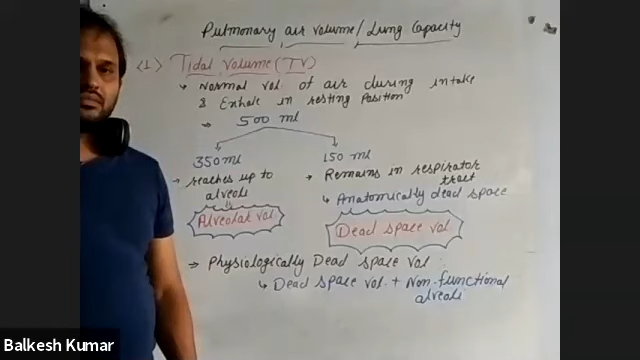 Pulmonary air volume/Lung Capacity
(1) Tidal volume (TV)
Normal vol. of air during intake
& Exhale in resting Position
⇒ 500 ml
350 ml
150 ml
→ reaches up to
alveoli
→ Remains in respirator
tract
↳ Anatomically dead space
Alveolar vol.
Dead space vol.
⇒ Physiologically Dead space vol
↳ Dead space vol. + Non-functional
alveoli
Balkesh Kumar